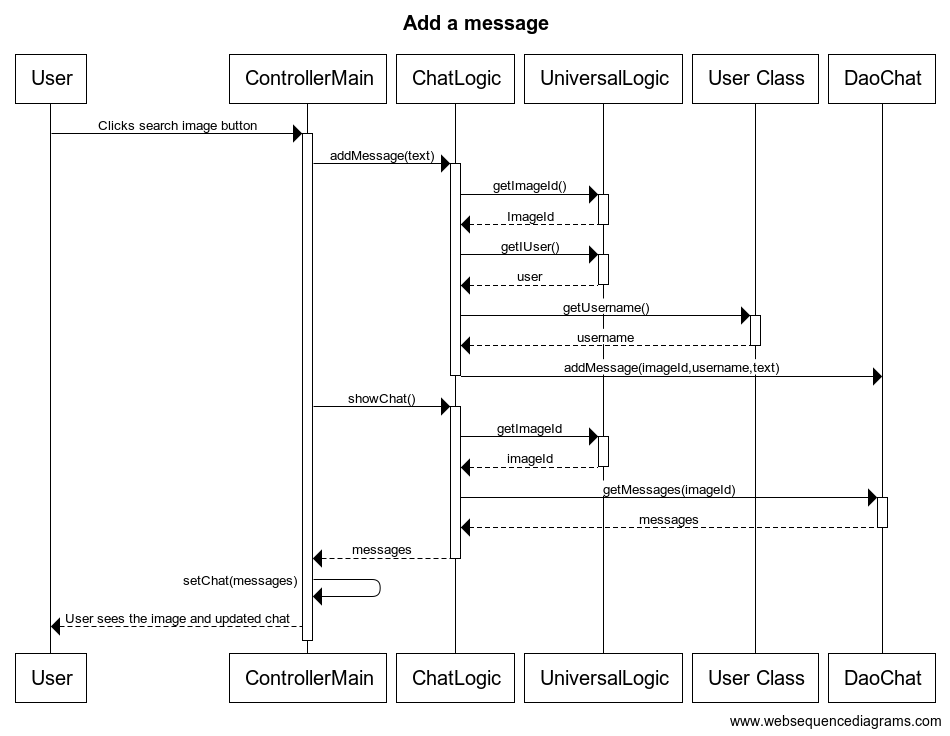 Add a message
User
ControllerMain
ChatLogic
UniversalLogic
User Class
DaoChat
Clicks search image button
addMessage(text)
getImageId()
ImageId
getIUser()
user
getUsername()
username
addMessage(imageId,username,text)
showChat()
getImageId
imageId
getMessages(imageId)
messages
messages
setChat(messages)
User sees the image and updated chat
User
ControllerMain
ChatLogic
UniversalLogic
User Class
DaoChat
www.websequencediagrams.com